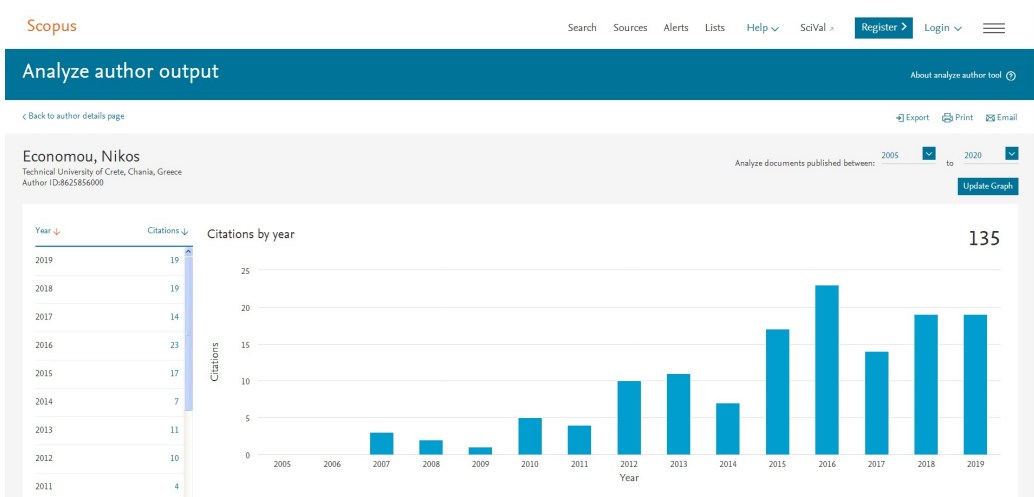 Scopus
Search Sources Alerts Lists Help SciVal Register Login
Analyze author output
About analyze author tool
Back to author details page
Export Print Email
Economou, Nikos
Technical University of Crete, Chania, Greece
Author ID:8625856000
Analyze documents published between: 2005 to 2020
Update Graph
Year Citations
2019 19
2018 19
2017 14
2016 23
2015 17
2014 7
2013 11
2012 10
2011 4
Citations by year
135
25
20
15
10
5
0
Citations
2005 2006 2007 2008 2009 2010 2011 2012 2013 2014 2015 2016 2017 2018 2019
Year